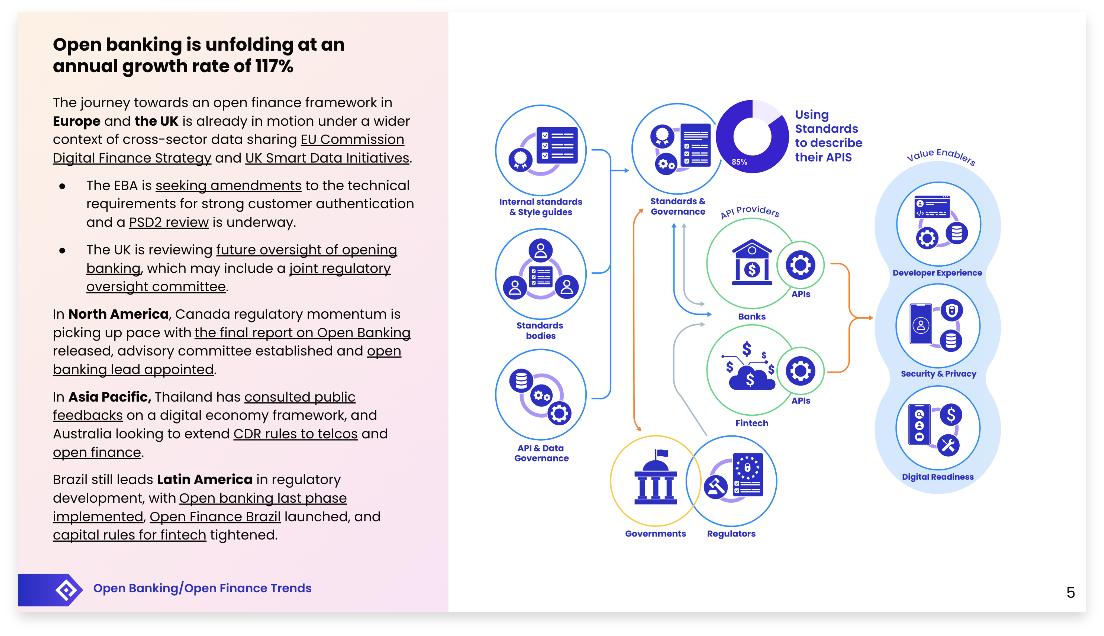 Open banking is unfolding at an
annual growth rate of 117%
The journey towards an open finance framework in
Europe and the UK is already in motion under a wider
context of cross-sector data sharing EU Commission
Digital Finance Strategy and UK Smart Data Initiatives.
● The EBA is seeking amendments to the technical
requirements for strong customer authentication
and a PSD2 review is underway.
● The UK is reviewing future oversight of opening
banking, which may include a joint regulatory
oversight committee.
In North America, Canada regulatory momentum is
picking up pace with the final report on Open Banking
released, advisory committee established and open
banking lead appointed.
In Asia Pacific, Thailand has consulted public
feedbacks on a digital economy framework, and
Australia looking to extend CDR rules to telcos and
open finance.
Brazil still leads Latin America in regulatory
development, with Open banking last phase
implemented, Open Finance Brazil launched, and
capital rules for fintech tightened.
Open Banking/Open Finance Trends
Internal standards
& Style guides
Standards
bodies
API & Data
Governance
Standards &
Governance
85%
Using
Standards
to describe
their APIS
API Providers
$
APIs
Banks
$
$
$
$
$
APIs
Fintech
Governments
Regulators
Value Enablers
Developer Experience
Security & Privacy
$
Digital Readiness
5